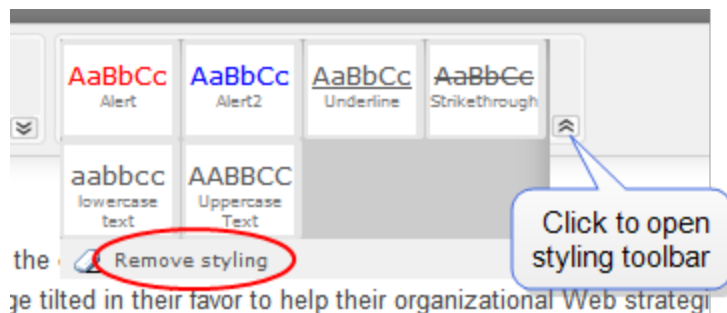 AaBbCc AaBbCc AaBbCc AaBbCc
Alert Alert2 Underline Strikethrough
aabbcc AABBCC
lowercase text Uppercase Text
Click to open
styling toolbar
the Remove styling
ge tilted in their favor to help their organizational Web strategi